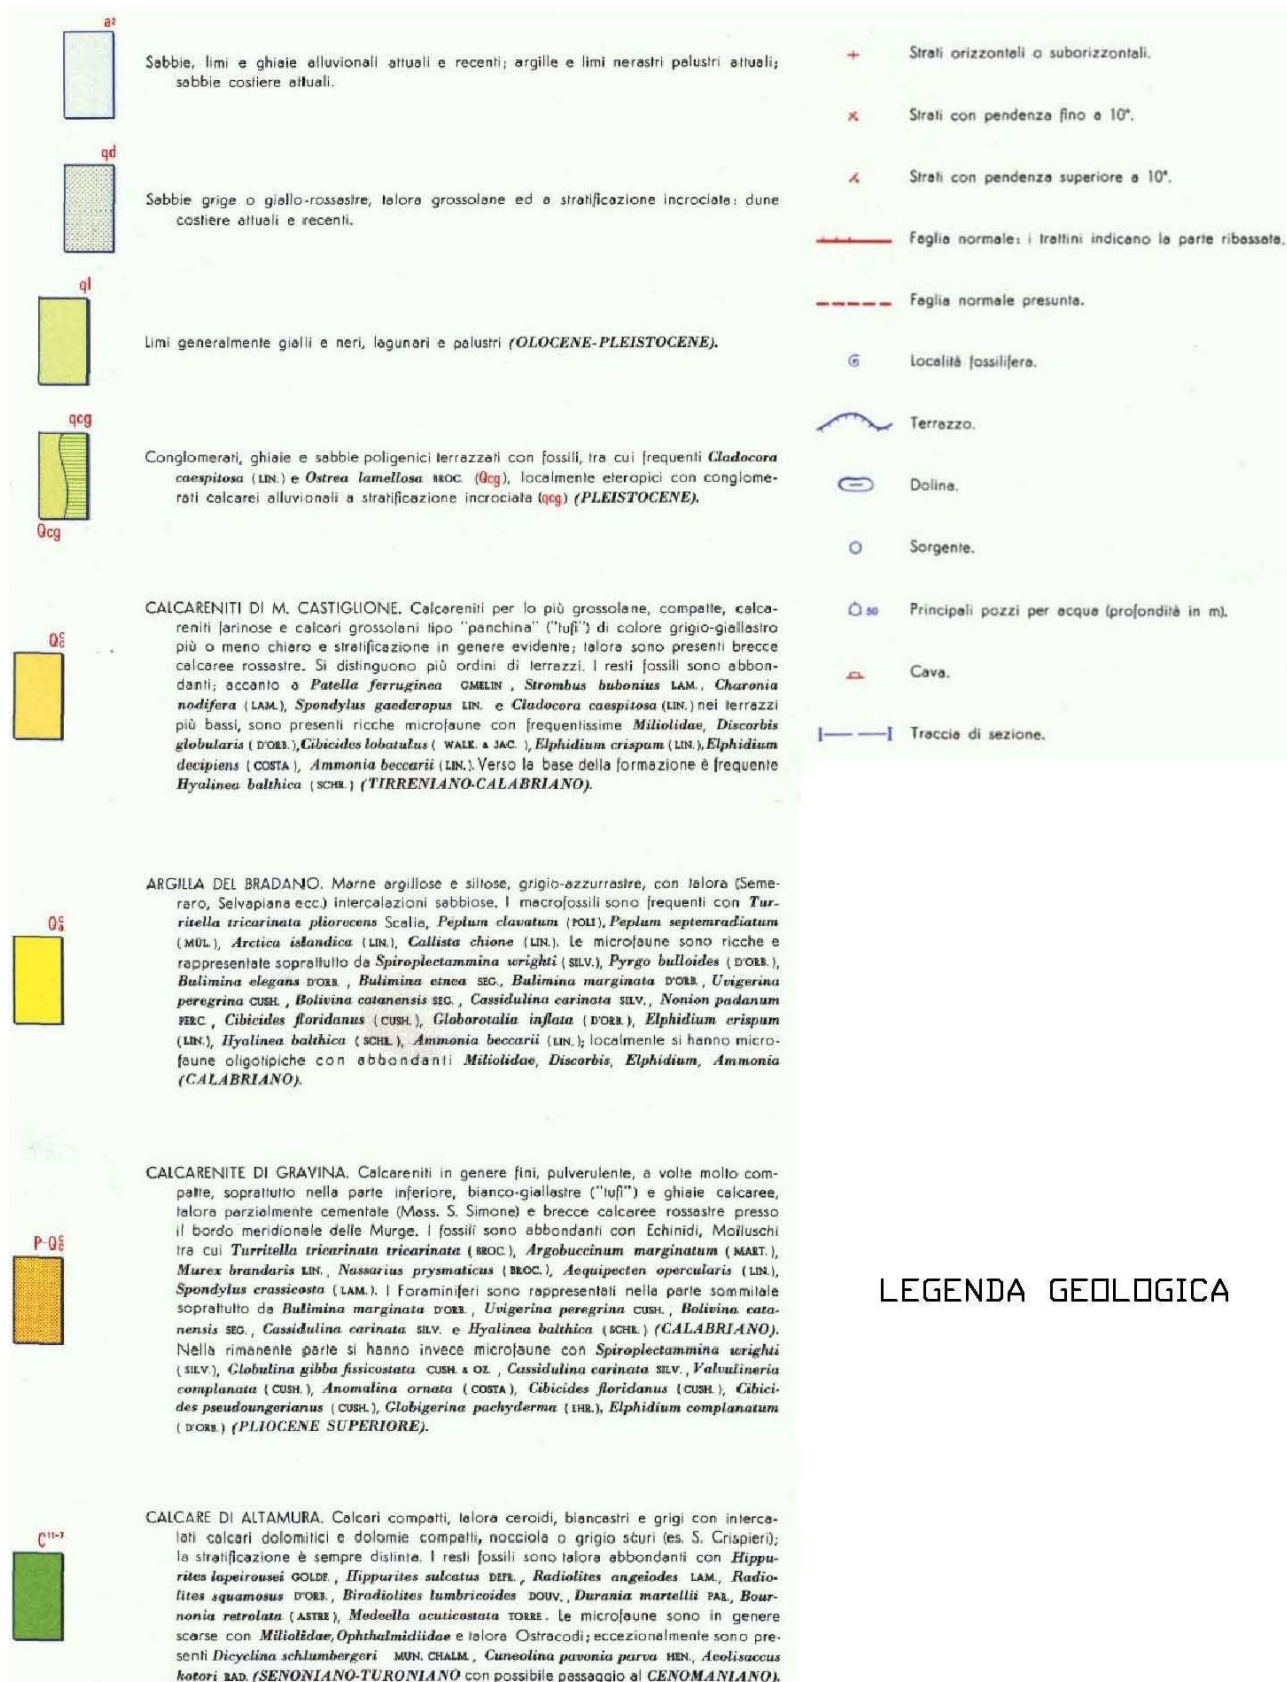 a²
Sabbie, limi e ghiaie alluvionali attuali e recenti; argille e limi nerastri palustri attuali;
sabbie costiere attuali.
qd
Sabbie grige o giallo-rossastre, talora grossolane ed a stratificazione incrociata: dune
costiere attuali e recenti.
ql
Limi generalmente gialli e neri, lagunari e palustri (OLOCENE-PLEISTOCENE).
qcg
Conglomerati, ghiaie e sabbie poligenici terrazzati con fossili, tra cui frequenti Cladocora
caespitosa (LIN.) e Ostrea lamellosa BROC. (Qcg), localmente eteropici con conglome-
rati calcarei alluvionali a stratificazione incrociata (qcg) (PLEISTOCENE).
Qcg
CALCARENITI DI M. CASTIGLIONE. Calcareniti per lo più grossolane, compatte, calca-
reniti farinose e calcari grossolani tipo "panchina" ("tufi") di colore grigio-giallastro
più o meno chiaro e stratificazione in genere evidente; talora sono presenti brecce
calcaree rossastre. Si distinguono più ordini di terrazzi. I resti fossili sono abbon-
danti; accanto a Patella ferruginea GMELIN , Strombus bubonius LAM., Charonia
nodifera (LAM.), Spondylus gaederopus LIN. e Cladocora caespitosa (LIN.) nei terrazzi
più bassi, sono presenti ricche microfaune con frequentissime Miliolidae, Discorbis
globularis (D'ORB.), Cibicides lobatulus ( WALK. & JAC. ), Elphidium crispum (LIN.), Elphidium
decipiens (COSTA), Ammonia beccarii (LIN.). Verso la base della formazione è frequente
Hyalinea balthica (SCHR.) (TIRRENIANO-CALABRIANO).
ARGILLA DEL BRADANO. Marne argillose e siltose, grigio-azzurrastre, con talora (Seme-
raro, Selvapiana ecc.) intercalazioni sabbiose. I macrofossili sono frequenti con Tur-
ritella tricarinata pliorecens Scalia, Peplum clavatum (POLI), Peplum septemradiatum
(MÜL.), Arctica islandica (LIN.), Callista chione (LIN.). Le microfaune sono ricche e
rappresentate soprattutto da Spiroplectammina wrighti (SILV.), Pyrgo bulloides (D'ORB.),
Bulimina elegans D'ORB. , Bulimina etnea SEG., Bulimina marginata D'ORB. , Uvigerina
peregrina CUSH. , Bolivina catanensis SEG. , Cassidulina carinata SILV. , Nonion padanum
PERC. , Cibicides floridanus (CUSH.), Globorotalia inflata (D'ORB.), Elphidium crispum
(LIN.), Hyalinea balthica (SCHR.), Ammonia beccarii (LIN.); localmente si hanno micro-
faune oligotipiche con abbondanti Miliolidae, Discorbis, Elphidium, Ammonia
(CALABRIANO).
CALCARENITE DI GRAVINA. Calcareniti in genere fini, pulverulente, a volte molto com-
patte, soprattutto nella parte inferiore, bianco-giallastre ("tufi") e ghiaie calcaree,
talora parzialmente cementate (Mass. S. Simone) e brecce calcaree rossastre presso
il bordo meridionale delle Murge. I fossili sono abbondanti con Echinidi, Molluschi
tra cui Turritella tricarinata tricarinata (BROC.), Argobuccinum marginatum (MART.),
Murex brandaris LIN. , Nassarius prysmaticus (BROC.), Aequipecten opercularis (LIN.),
Spondylus crassicosta (LAM.). I Foraminiferi sono rappresentati nella parte sommitale
soprattutto da Bulimina marginata D'ORB. , Uvigerina peregrina CUSH. , Bolivina cata-
nensis SEG. , Cassidulina carinata SILV. e Hyalinea balthica (SCHR.) (CALABRIANO).
Nella rimanente parte si hanno invece microfaune con Spiroplectammina wrighti
(SILV.), Globulina gibba fissicostata CUSH. & OZ. , Cassidulina carinata SILV. , Valvulineria
complanata (CUSH.), Anomalina ornata (COSTA), Cibicides floridanus (CUSH.), Cibici-
des pseudoungerianus (CUSH.), Globigerina pachyderma (EHR.), Elphidium complanatum
(D'ORB.) (PLIOCENE SUPERIORE).
C¹¹⁻⁷
CALCARE DI ALTAMURA. Calcari compatti, talora ceroidi, biancastri e grigi con interca-
lati calcari dolomitici e dolomie compatti, nocciola o grigio scuri (es. S. Crispieri);
la stratificazione è sempre distinta. I resti fossili sono talora abbondanti con Hippu-
rites lapeirousei GOLDF. , Hippurites sulcatus DEFR. , Radiolites angeiodes LAM., Radio-
lites squamosus D'ORB. , Biradiolites lumbricoides DOUV. , Durania martellii PAR., Bour-
nonia retrolata (ASTRE), Medeella acuticostata TORRE. Le microfaune sono in genere
scarse con Miliolidae, Ophthalmidiidae e talora Ostracodi; eccezionalmente sono pre-
senti Dicyclina schlumbergeri MUN. CHALM., Cuneolina pavonia parva HEN., Aeolisaccus
kotori RAD. (SENONIANO-TURONIANO con possibile passaggio al CENOMANIANO).
Strati orizzontali o suborizzontali.
Strati con pendenza fino a 10°.
Strati con pendenza superiore a 10°.
Faglia normale: i trattini indicano la parte ribassata.
Faglia normale presunta.
Località fossilifera.
Terrazzo.
Dolina.
Sorgente.
50 Principali pozzi per acqua (profondità in m).
Cava.
Traccia di sezione.
LEGENDA GEOLOGICA